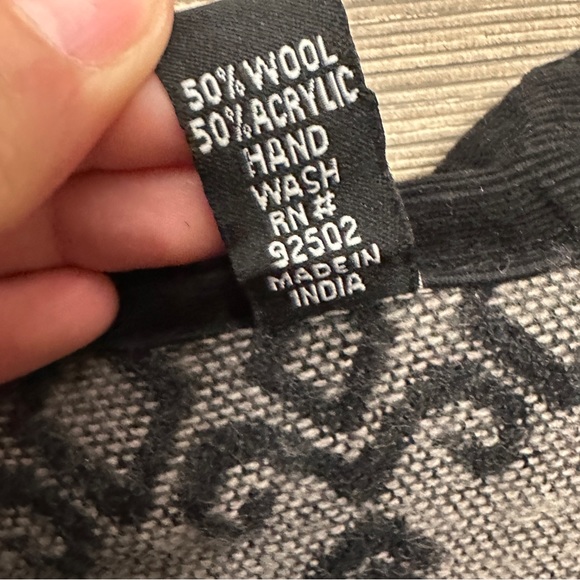 50% WOOL
50% ACRYLIC
HAND
WASH
RN #
92502
MADE IN
INDIA